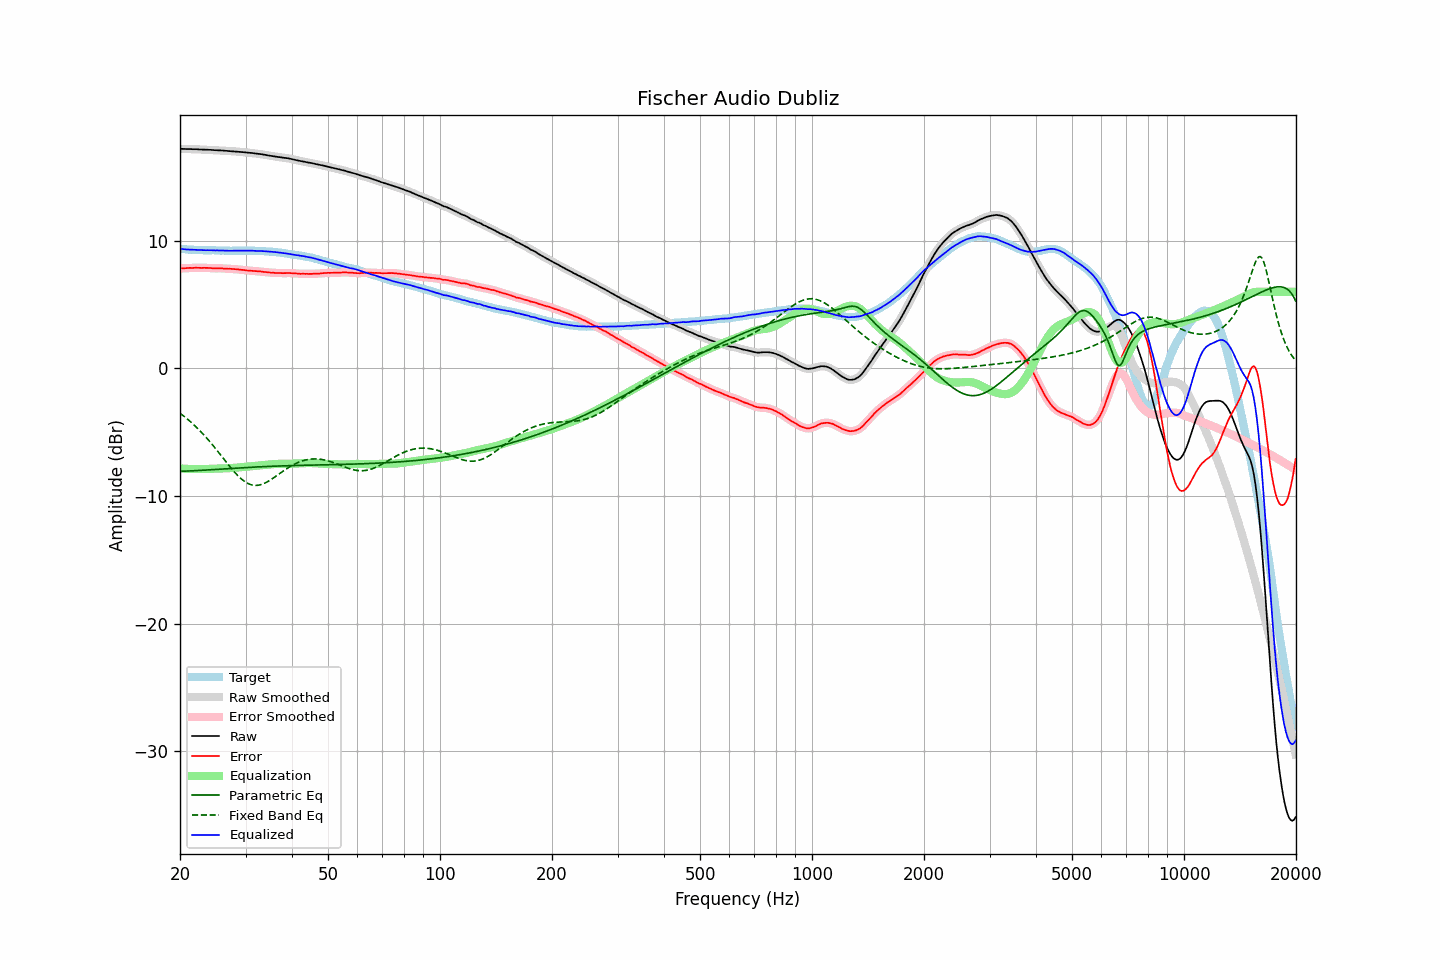 Fischer Audio Dubliz
Amplitude (dBr)
10
0
−10
−20
−30
Target
Raw Smoothed
Error Smoothed
Raw
Error
Equalization
Parametric Eq
Fixed Band Eq
Equalized
20 50 100 200 500 1000 2000 5000 10000 20000
Frequency (Hz)